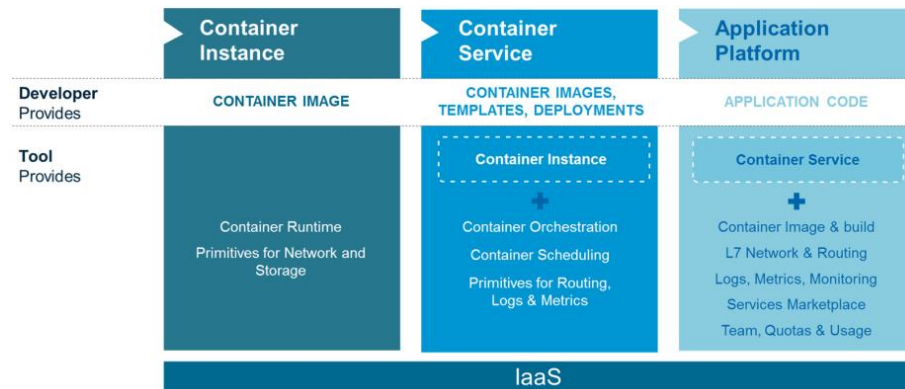 Container
Instance
Container
Service
Application
Platform
Developer
Provides
CONTAINER IMAGE
CONTAINER IMAGES,
TEMPLATES, DEPLOYMENTS
APPLICATION CODE
Tool
Provides
Container Runtime
Primitives for Network and
Storage
Container Instance
+
Container Orchestration
Container Scheduling
Primitives for Routing,
Logs & Metrics
Container Service
+
Container Image & build
L7 Network & Routing
Logs, Metrics, Monitoring
Services Marketplace
Team, Quotas & Usage
IaaS